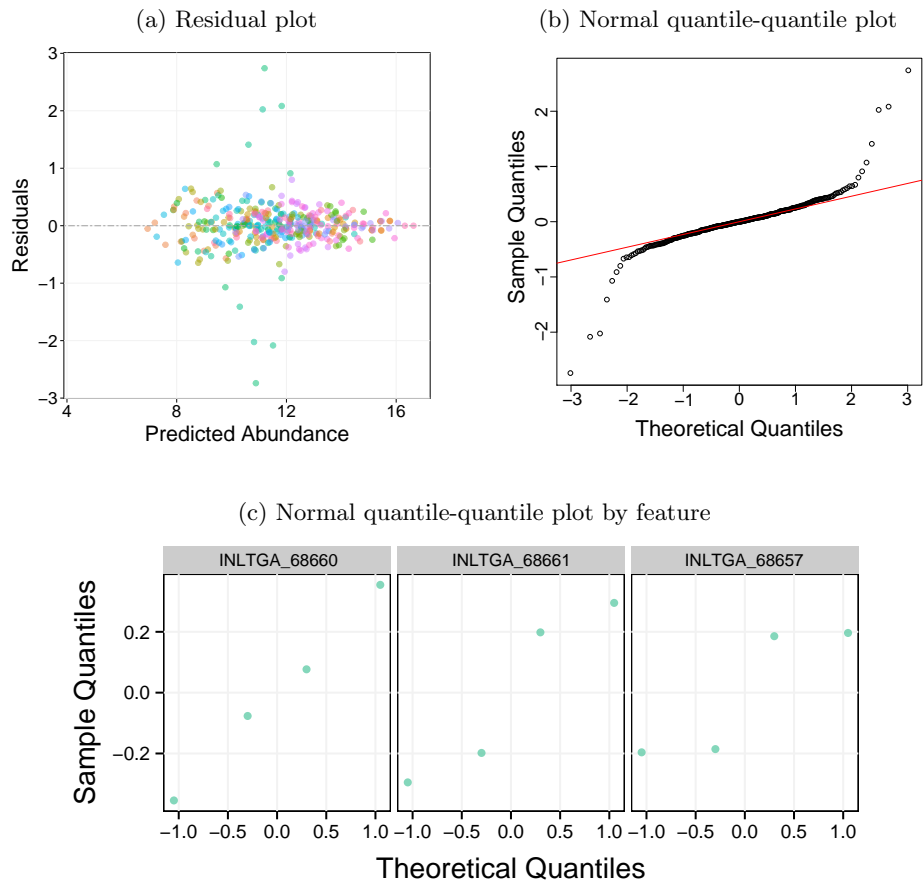 (a) Residual plot
3
2
1
0
−1
−2
−3
Residuals
4 8 12 16
Predicted Abundance
(b) Normal quantile-quantile plot
2
1
0
-1
-2
Sample Quantiles
−3 −2 −1 0 1 2 3
Theoretical Quantiles
(c) Normal quantile-quantile plot by feature
INLTGA_68660 INLTGA_68661 INLTGA_68657
0.2
0.0
−0.2
Sample Quantiles
−1.0 −0.5 0.0 0.5 1.0 −1.0 −0.5 0.0 0.5 1.0 −1.0 −0.5 0.0 0.5 1.0
Theoretical Quantiles